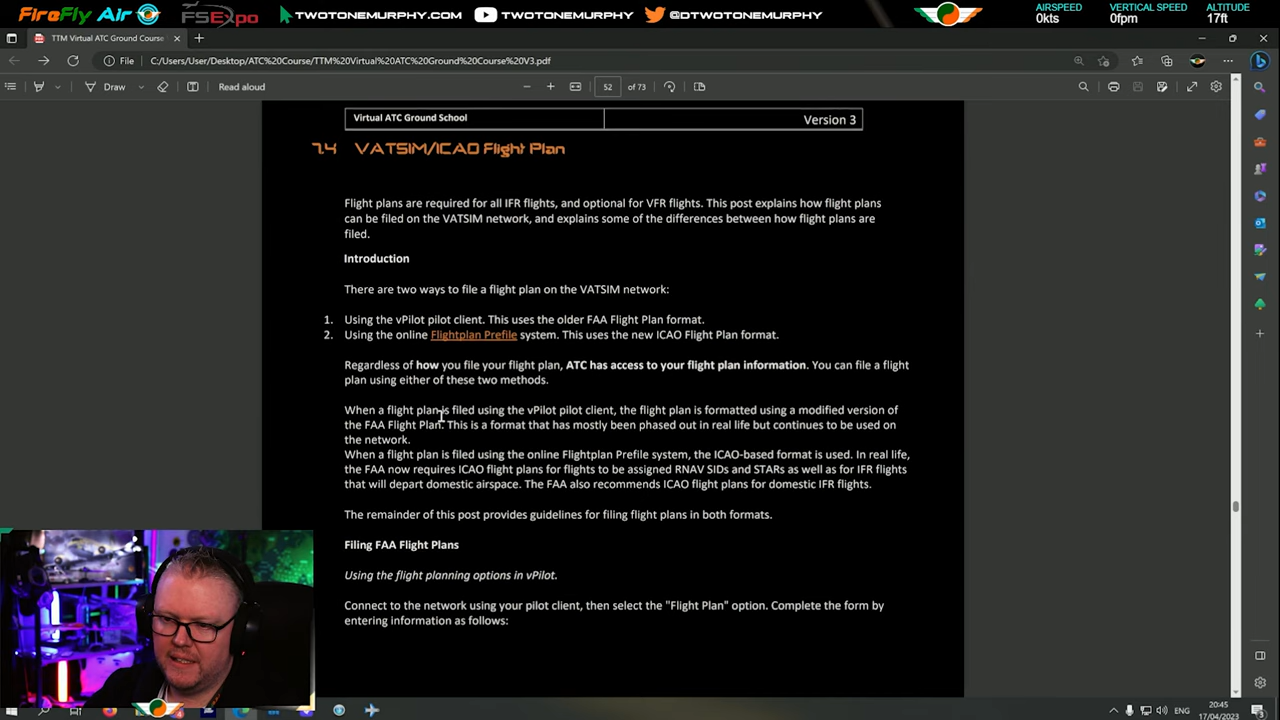 FireFly Air
FSExpo
TWOTONEMURPHY.COM
TWOTONEMURPHY
@DTWOTONEMURPHY
AIRSPEED
0kts
VERTICAL SPEED
0fpm
ALTITUDE
17ft
TTM Virtual ATC Ground Course
File
C:/Users/User/Desktop/ATC%20Course/TTM%20Virtual%20ATC%20Ground%20Course%20V3.pdf
Draw
Read aloud
52
of 73
Virtual ATC Ground School
Version 3
7.4 VATSIM/ICAO Flight Plan
Flight plans are required for all IFR flights, and optional for VFR flights. This post explains how flight plans
can be filed on the VATSIM network, and explains some of the differences between how flight plans are
filed.
Introduction
There are two ways to file a flight plan on the VATSIM network:
1. Using the vPilot pilot client. This uses the older FAA Flight Plan format.
2. Using the online Flightplan Prefile system. This uses the new ICAO Flight Plan format.
Regardless of how you file your flight plan, ATC has access to your flight plan information. You can file a flight
plan using either of these two methods.
When a flight plan is filed using the vPilot pilot client, the flight plan is formatted using a modified version of
the FAA Flight Plan. This is a format that has mostly been phased out in real life but continues to be used on
the network.
When a flight plan is filed using the online Flightplan Prefile system, the ICAO-based format is used. In real life,
the FAA now requires ICAO flight plans for flights to be assigned RNAV SIDs and STARs as well as for IFR flights
that will depart domestic airspace. The FAA also recommends ICAO flight plans for domestic IFR flights.
The remainder of this post provides guidelines for filing flight plans in both formats.
Filing FAA Flight Plans
Using the flight planning options in vPilot.
Connect to the network using your pilot client, then select the "Flight Plan" option. Complete the form by
entering information as follows:
ENG
20:45
17/04/2023